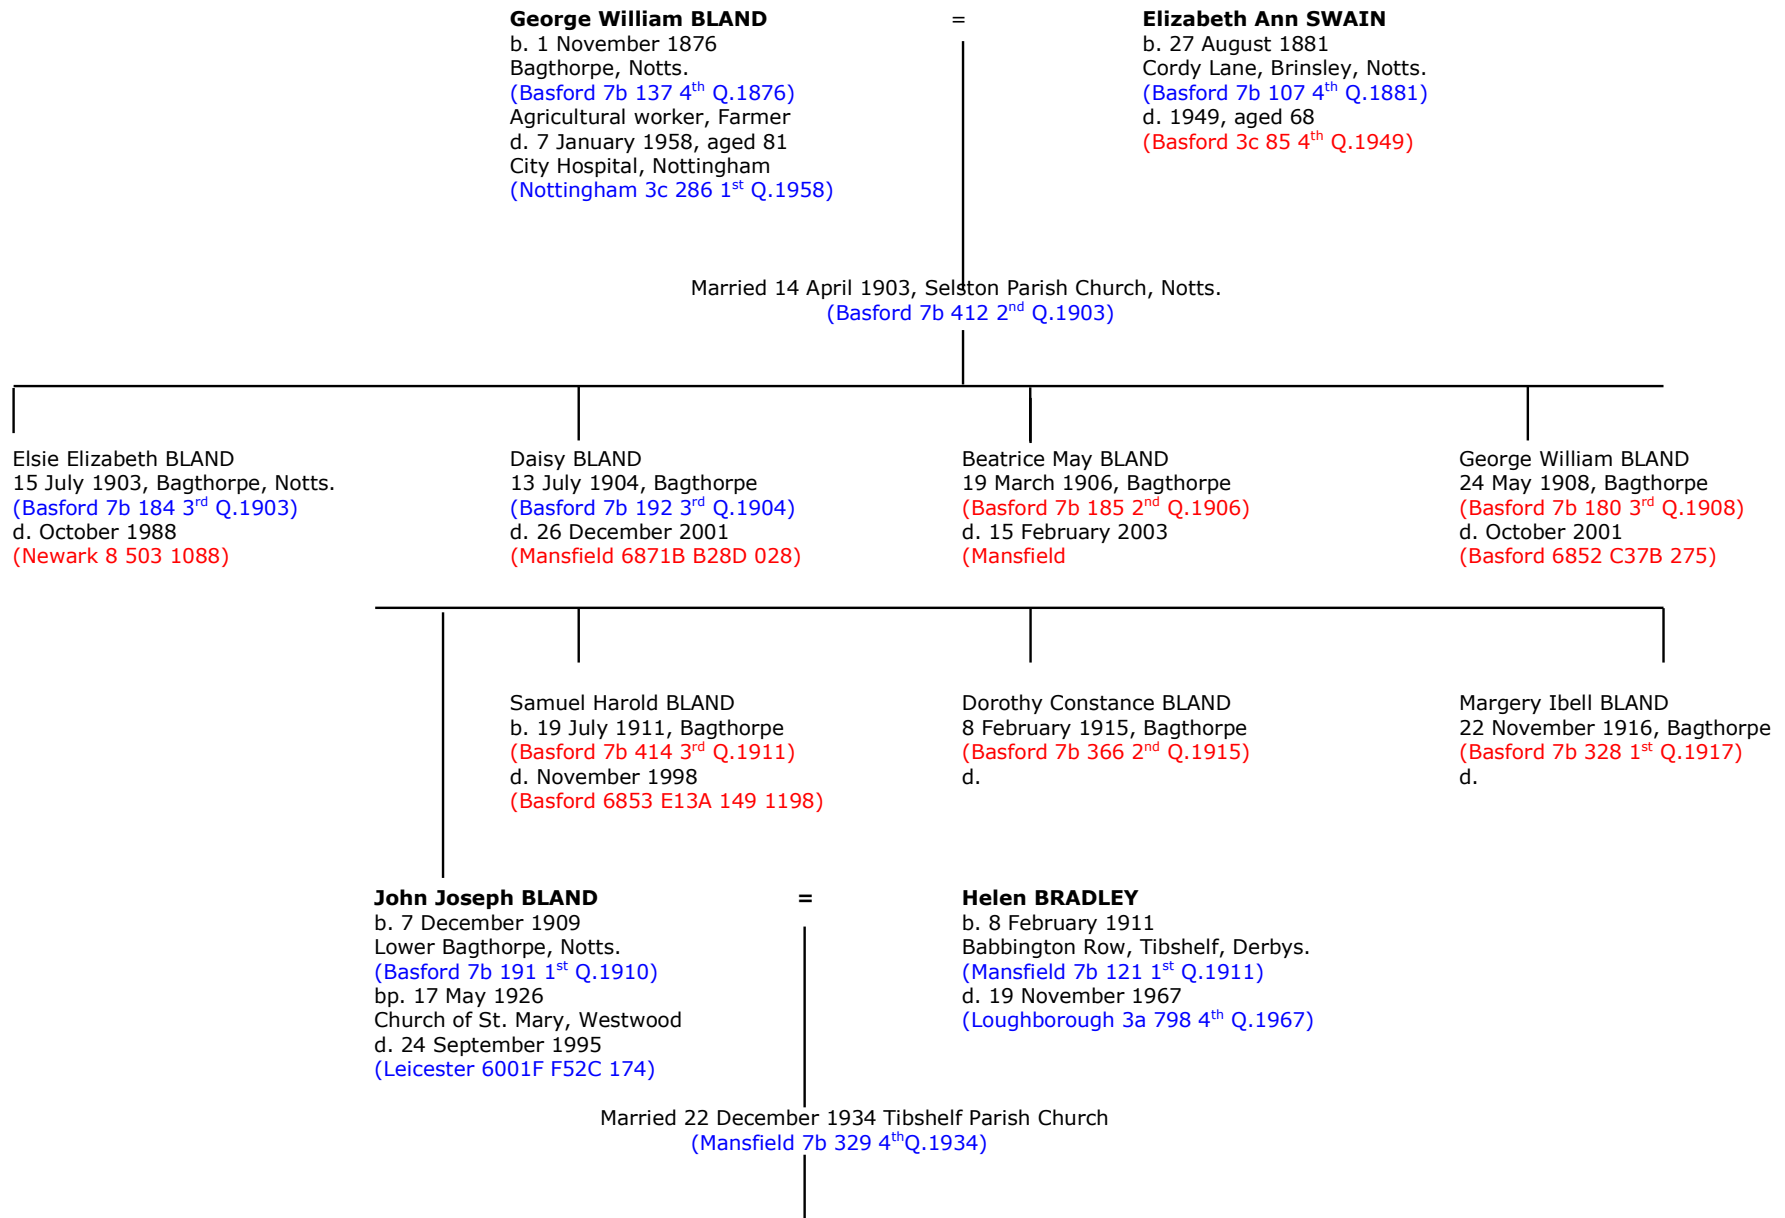 George William BLAND
b. 1 November 1876
Bagthorpe, Notts.
(Basford 7b 137 4th Q.1876)
Agricultural worker, Farmer
d. 7 January 1958, aged 81
City Hospital, Nottingham
(Nottingham 3c 286 1st Q.1958)
=
Elizabeth Ann SWAIN
b. 27 August 1881
Cordy Lane, Brinsley, Notts.
(Basford 7b 107 4th Q.1881)
d. 1949, aged 68
(Basford 3c 85 4th Q.1949)
Married 14 April 1903, Selston Parish Church, Notts.
(Basford 7b 412 2nd Q.1903)
Elsie Elizabeth BLAND
15 July 1903, Bagthorpe, Notts.
(Basford 7b 184 3rd Q.1903)
d. October 1988
(Newark 8 503 1088)
Daisy BLAND
13 July 1904, Bagthorpe
(Basford 7b 192 3rd Q.1904)
d. 26 December 2001
(Mansfield 6871B B28D 028)
Beatrice May BLAND
19 March 1906, Bagthorpe
(Basford 7b 185 2nd Q.1906)
d. 15 February 2003
(Mansfield
George William BLAND
24 May 1908, Bagthorpe
(Basford 7b 180 3rd Q.1908)
d. October 2001
(Basford 6852 C37B 275)
Samuel Harold BLAND
b. 19 July 1911, Bagthorpe
(Basford 7b 414 3rd Q.1911)
d. November 1998
(Basford 6853 E13A 149 1198)
Dorothy Constance BLAND
8 February 1915, Bagthorpe
(Basford 7b 366 2nd Q.1915)
d.
Margery Ibell BLAND
22 November 1916, Bagthorpe
(Basford 7b 328 1st Q.1917)
d.
John Joseph BLAND
b. 7 December 1909
Lower Bagthorpe, Notts.
(Basford 7b 191 1st Q.1910)
bp. 17 May 1926
Church of St. Mary, Westwood
d. 24 September 1995
(Leicester 6001F F52C 174)
=
Helen BRADLEY
b. 8 February 1911
Babbington Row, Tibshelf, Derbys.
(Mansfield 7b 121 1st Q.1911)
d. 19 November 1967
(Loughborough 3a 798 4th Q.1967)
Married 22 December 1934 Tibshelf Parish Church
(Mansfield 7b 329 4thQ.1934)